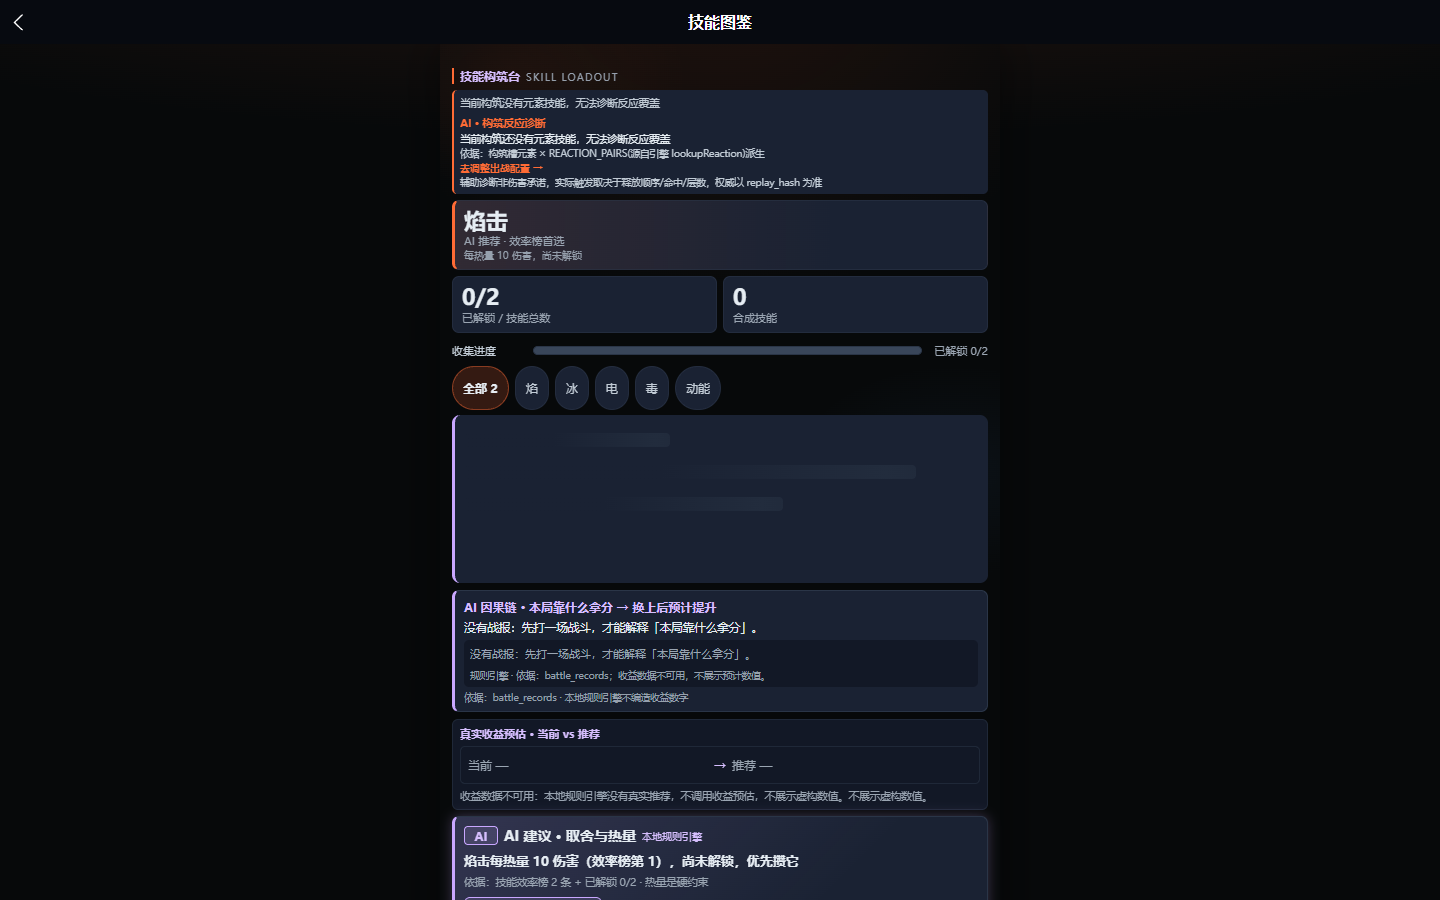 技能图鉴
技能构筑台 SKILL LOADOUT
当前构筑没有元素技能，无法诊断反应覆盖
AI • 构筑反应诊断
当前构筑还没有元素技能，无法诊断反应覆盖
依据：构筑槽元素 × REACTION_PAIRS(源自引擎 lookupReaction)派生
去调整出战配置 →
辅助诊断非伤害承诺，实际触发取决于释放顺序/命中/层数，权威以 replay_hash 为准
焰击
AI 推荐 · 效率榜首选
每热量 10 伤害，尚未解锁
0/2
已解锁 / 技能总数
0
合成技能
收集进度 已解锁 0/2
全部 2 焰 冰 电 毒 动能
AI 因果链 • 本局靠什么拿分 → 换上后预计提升
没有战报：先打一场战斗，才能解释「本局靠什么拿分」。
没有战报：先打一场战斗，才能解释「本局靠什么拿分」。
规则引擎 · 依据：battle_records；收益数据不可用，不展示预计数值。
依据：battle_records · 本地规则引擎不编造收益数字
真实收益预估 • 当前 vs 推荐
当前 — → 推荐 —
收益数据不可用：本地规则引擎没有真实推荐，不调用收益预估，不展示虚构数值。不展示虚构数值。
AI AI 建议 • 取舍与热量 本地规则引擎
焰击每热量 10 伤害（效率榜第 1），尚未解锁，优先攒它
依据：技能效率榜 2 条 + 已解锁 0/2 · 热量是硬约束